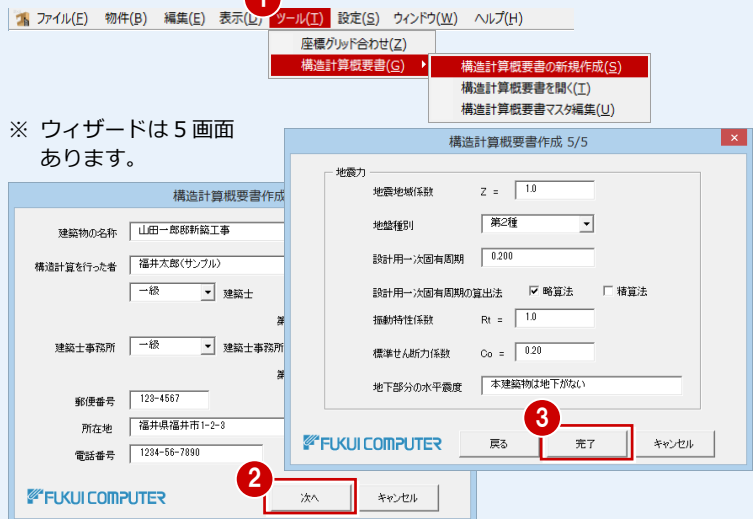 1
ファイル(F) 物件(B) 編集(E) 表示(D) ツール(T) 設定(S) ウィンドウ(W) ヘルプ(H)
座標グリッド合わせ(Z)
構造計算概要書(G)
構造計算概要書の新規作成(S)
構造計算概要書を開く(T)
構造計算概要書マスタ編集(U)
※ ウィザードは5画面
あります。
構造計算概要書作成
建築物の名称 山田一郎邸新築工事
構造計算を行った者 福井太郎(サンプル)
一級 建築士
建築士事務所 一級 建築士事務所
郵便番号 123-4567
所在地 福井県福井市1-2-3
電話番号 1234-56-7890
2
FUKUI COMPUTER 次へ キャンセル
構造計算概要書作成 5/5
地震力
地震地域係数 Z = 1.0
地盤種別 第2種
設計用一次固有周期 0.200
設計用一次固有周期の算出法 略算法 積算法
振動特性係数 Rt = 1.0
標準せん断力係数 Co = 0.20
地下部分の水平震度 本建築物は地下がない
3
FUKUI COMPUTER 戻る 完了 キャンセル